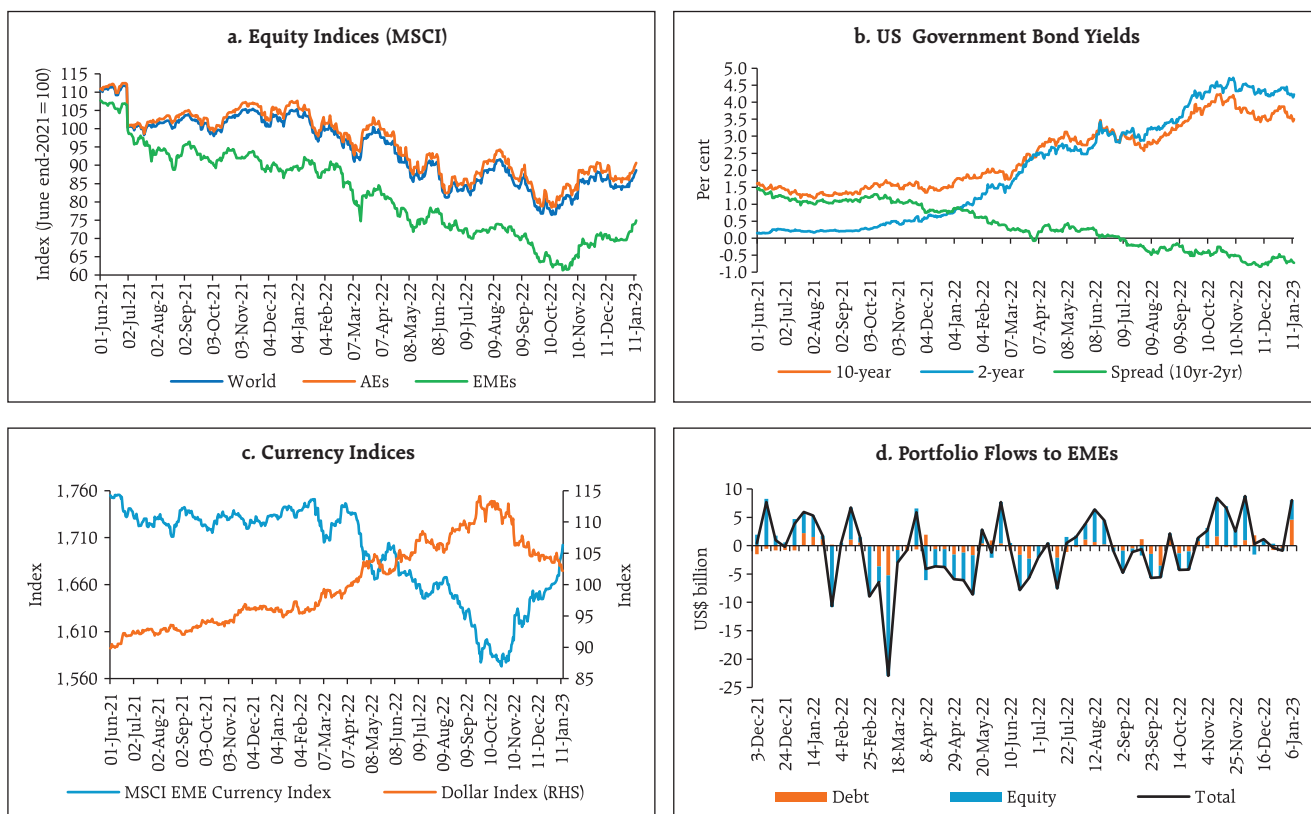 a. Equity Indices (MSCI)
Index (June end-2021 = 100)
115
110
105
100
95
90
85
80
75
70
65
60
01-Jun-21
02-Jul-21
02-Aug-21
02-Sep-21
03-Oct-21
03-Nov-21
04-Dec-21
04-Jan-22
04-Feb-22
07-Mar-22
07-Apr-22
08-May-22
08-Jun-22
09-Jul-22
09-Aug-22
09-Sep-22
10-Oct-22
10-Nov-22
11-Dec-22
11-Jan-23
World AEs EMEs
b. US Government Bond Yields
Per cent
5.0
4.5
4.0
3.5
3.0
2.5
2.0
1.5
1.0
0.5
0.0
-0.5
-1.0
01-Jun-21
02-Jul-21
02-Aug-21
02-Sep-21
03-Oct-21
03-Nov-21
04-Dec-21
04-Jan-22
04-Feb-22
07-Mar-22
07-Apr-22
08-May-22
08-Jun-22
09-Jul-22
09-Aug-22
09-Sep-22
10-Oct-22
10-Nov-22
11-Dec-22
11-Jan-23
10-year 2-year Spread (10yr-2yr)
c. Currency Indices
Index
1,760
1,710
1,660
1,610
1,560
115
110
105
100
95
90
85
Index
01-Jun-21
02-Jul-21
02-Aug-21
02-Sep-21
03-Oct-21
03-Nov-21
04-Dec-21
04-Jan-22
04-Feb-22
07-Mar-22
07-Apr-22
08-May-22
08-Jun-22
09-Jul-22
09-Aug-22
09-Sep-22
10-Oct-22
10-Nov-22
11-Dec-22
11-Jan-23
MSCI EME Currency Index Dollar Index (RHS)
d. Portfolio Flows to EMEs
US$ billion
10
5
0
-5
-10
-15
-20
-25
3-Dec-21
24-Dec-21
14-Jan-22
4-Feb-22
25-Feb-22
18-Mar-22
8-Apr-22
29-Apr-22
20-May-22
10-Jun-22
1-Jul-22
22-Jul-22
12-Aug-22
2-Sep-22
23-Sep-22
14-Oct-22
4-Nov-22
25-Nov-22
16-Dec-22
6-Jan-23
Debt Equity Total